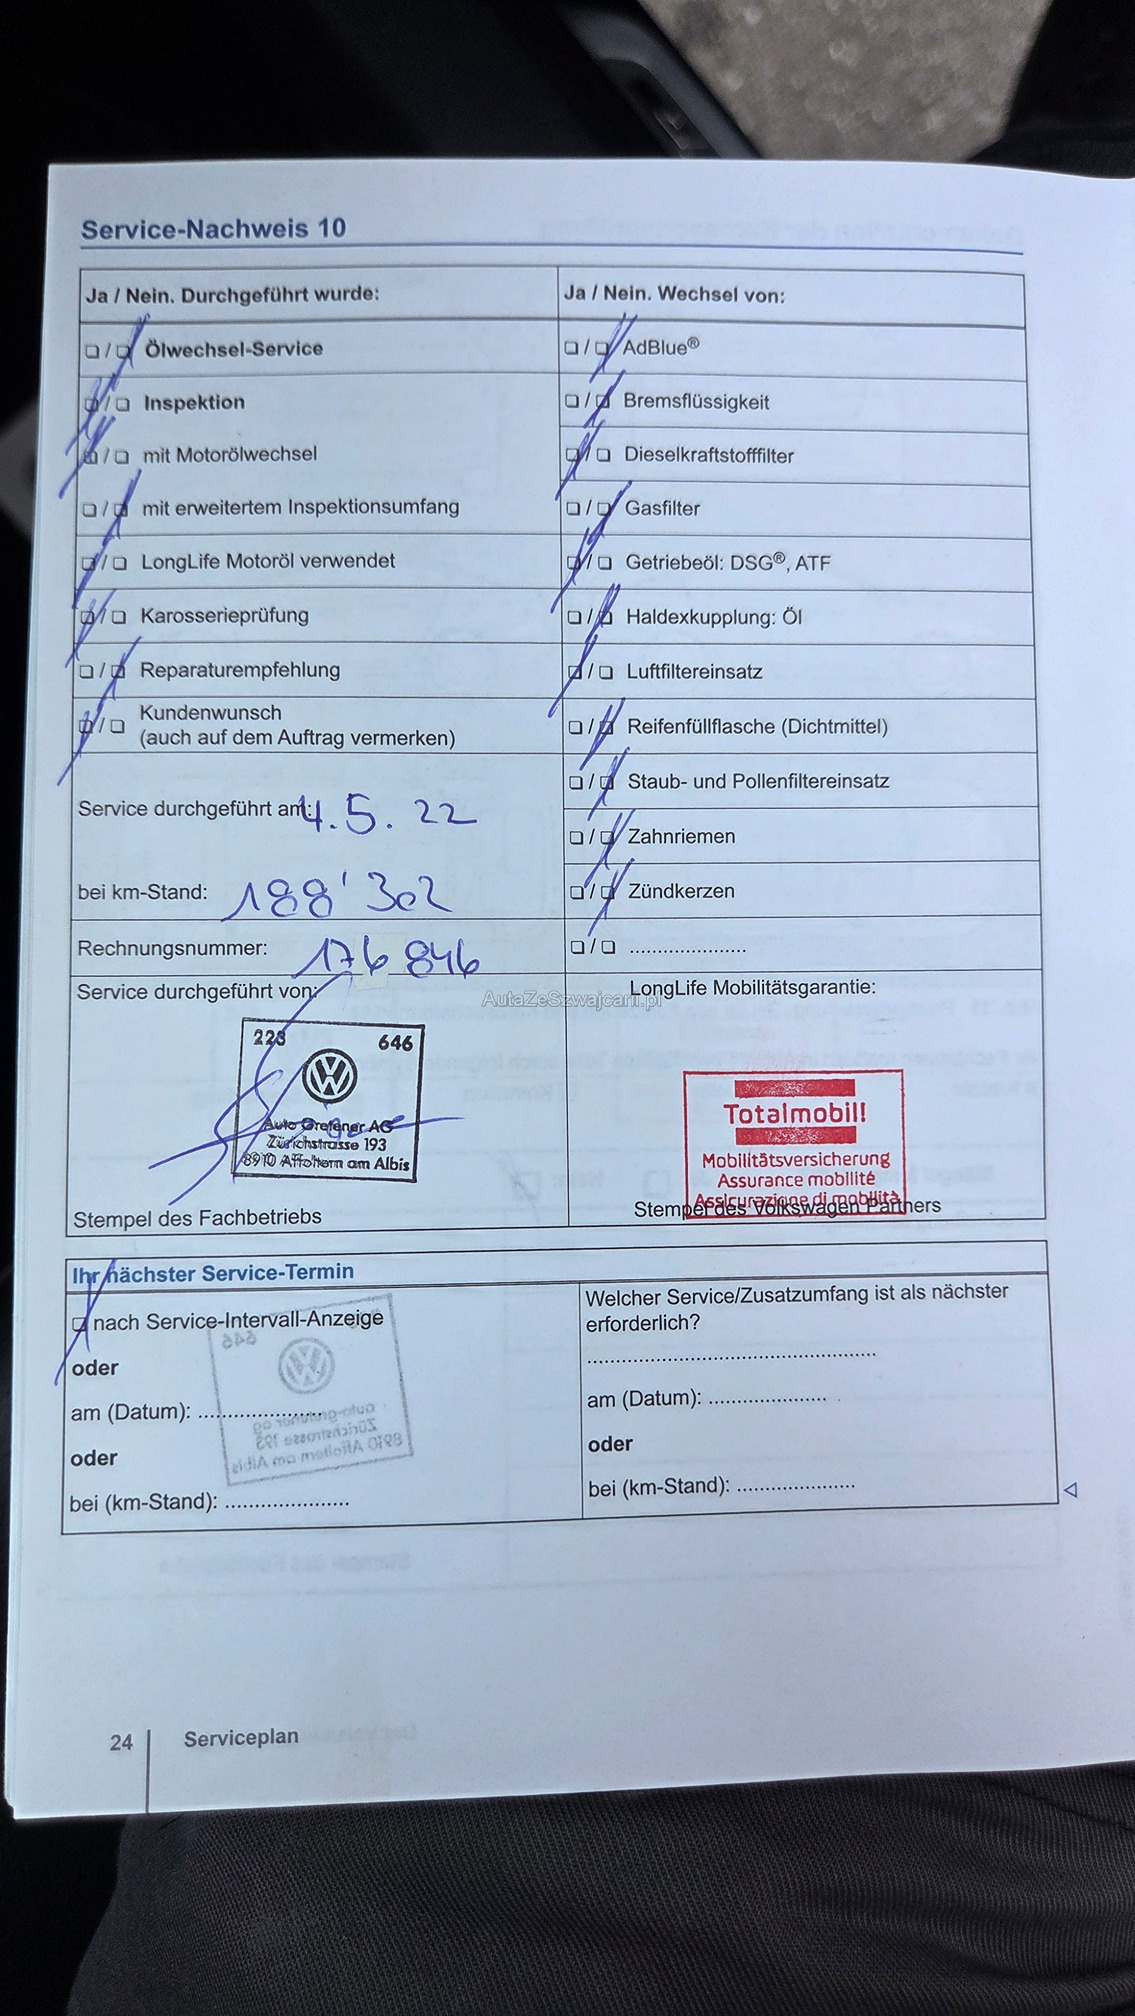 Service-Nachweis 10
Ja / Nein. Durchgeführt wurde:
Ölwechsel-Service
Inspektion
mit Motorölwechsel
mit erweitertem Inspektionsumfang
LongLife Motoröl verwendet
Karosserieprüfung
Reparaturempfehlung
Kundenwunsch
(auch auf dem Auftrag vermerken)
Service durchgeführt am: 4.5.22
bei km-Stand: 188'302
Rechnungsnummer: 176 846
Service durchgeführt von:
223 646
Auto Grefener AG
Zürichstrasse 193
8910 Affoltern am Albis
Stempel des Fachbetriebs
Ja / Nein. Wechsel von:
AdBlue®
Bremsflüssigkeit
Dieselkraftstofffilter
Gasfilter
Getriebeöl: DSG®, ATF
Haldexkupplung: Öl
Luftfiltereinsatz
Reifenfüllflasche (Dichtmittel)
Staub- und Pollenfiltereinsatz
Zahnriemen
Zündkerzen
.....................
AutaZeSzwajcarii.pl
LongLife Mobilitätsgarantie:
Totalmobil!
Mobilitätsversicherung
Assurance mobilité
Assicurazione di mobilità
Stempel des Volkswagen Partners
Ihr nächster Service-Termin
nach Service-Intervall-Anzeige
oder
am (Datum): .....................
oder
bei (km-Stand): .....................
Welcher Service/Zusatzumfang ist als nächster
erforderlich?
.....................
am (Datum): .....................
oder
bei (km-Stand): .....................
24
Serviceplan